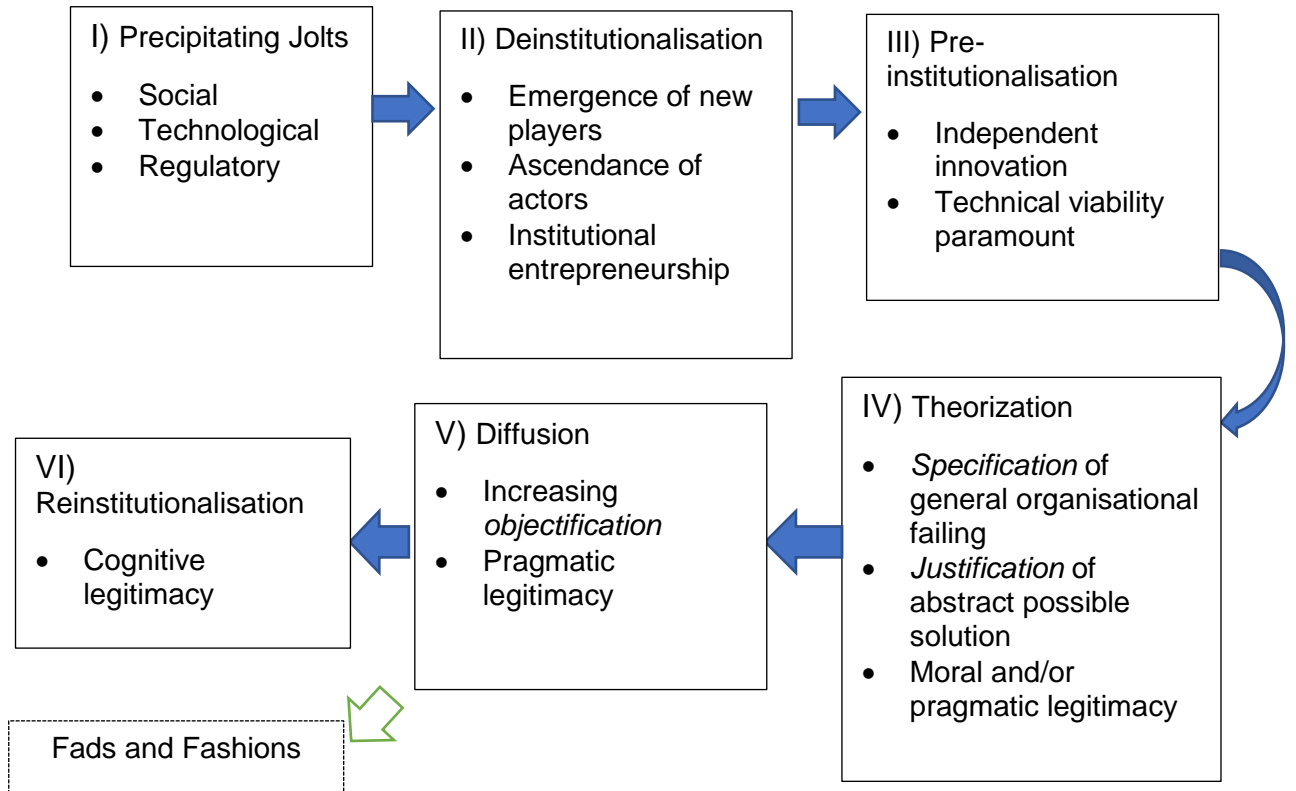 I) Precipitating Jolts
• Social
• Technological
• Regulatory
II) Deinstitutionalisation
• Emergence of new
players
• Ascendance of
actors
• Institutional
entrepreneurship
III) Pre-
institutionalisation
• Independent
innovation
• Technical viability
paramount
IV) Theorization
• Specification of
general organisational
failing
• Justification of
abstract possible
solution
• Moral and/or
pragmatic legitimacy
V) Diffusion
• Increasing
objectification
• Pragmatic
legitimacy
VI)
Reinstitutionalisation
• Cognitive
legitimacy
Fads and Fashions